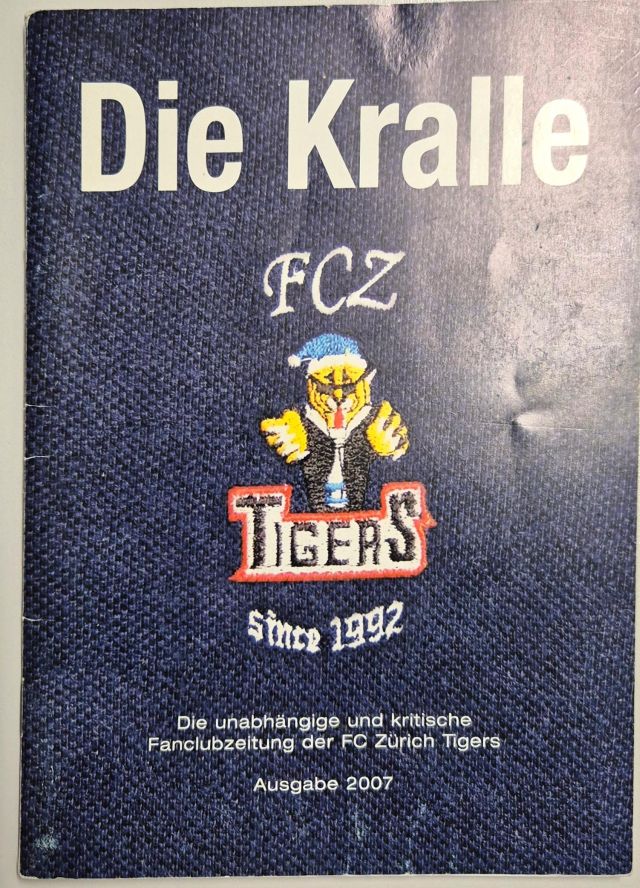 Die Kralle
FCZ
TIGERS
since 1992
Die unabhängige und kritische
Fanclubzeitung der FC Zürich Tigers
Ausgabe 2007